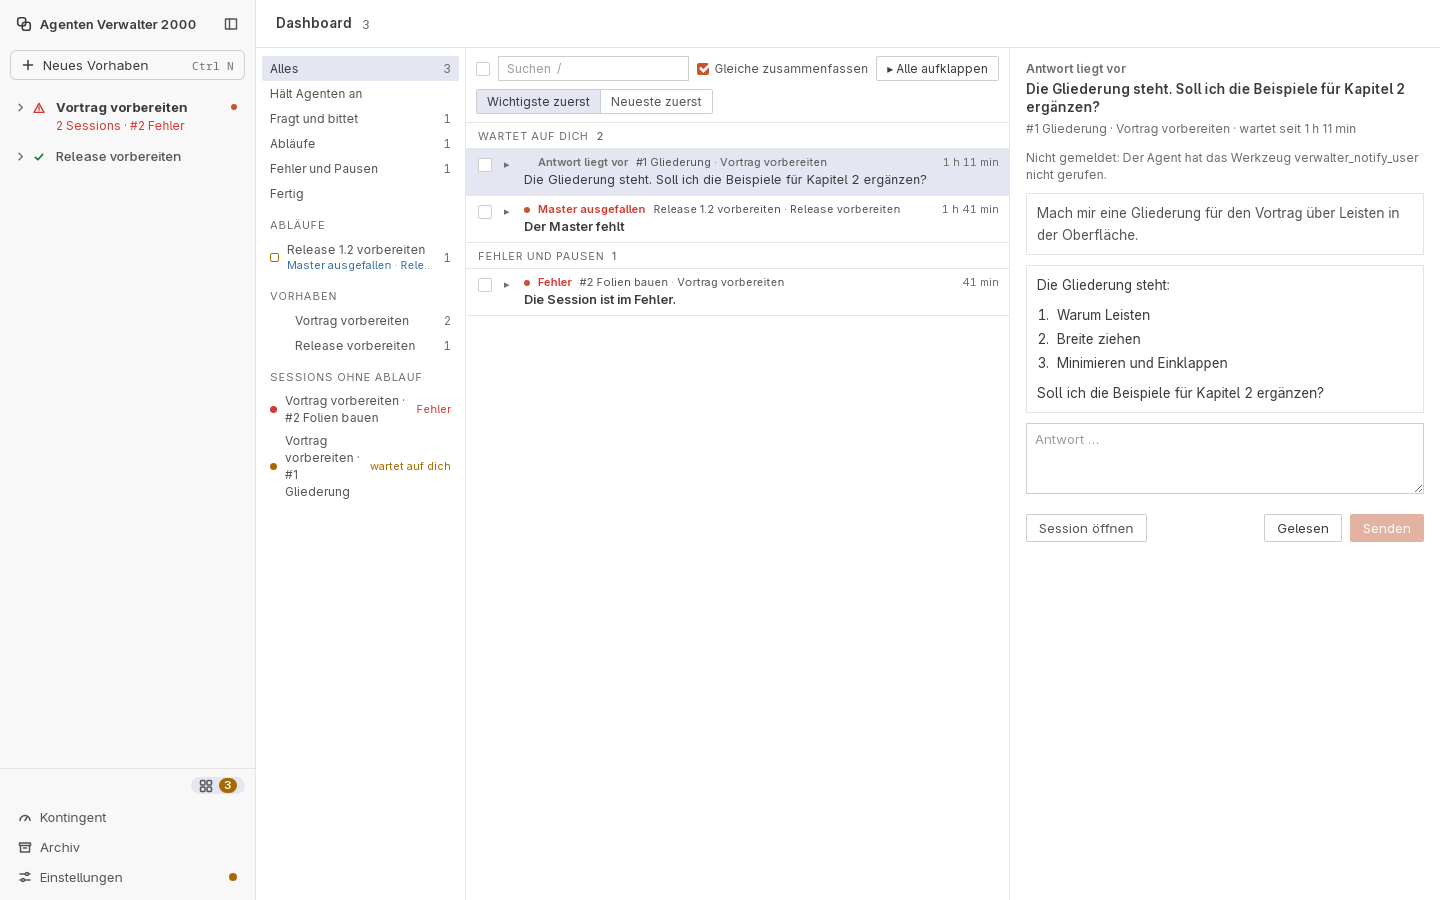 Agenten Verwalter 2000
Neues Vorhaben Ctrl N
Vortrag vorbereiten
2 Sessions · #2 Fehler
Release vorbereiten
3
Kontingent
Archiv
Einstellungen
Dashboard 3
Alles 3
Hält Agenten an
Fragt und bittet 1
Abläufe 1
Fehler und Pausen 1
Fertig
ABLÄUFE
Release 1.2 vorbereiten
Master ausgefallen · Rele… 1
VORHABEN
Vortrag vorbereiten 2
Release vorbereiten 1
SESSIONS OHNE ABLAUF
Vortrag vorbereiten ·
#2 Folien bauen Fehler
Vortrag
vorbereiten ·
#1
Gliederung
wartet auf dich
Suchen /
Gleiche zusammenfassen
▸ Alle aufklappen
Wichtigste zuerst Neueste zuerst
WARTET AUF DICH 2
Antwort liegt vor #1 Gliederung · Vortrag vorbereiten 1 h 11 min
Die Gliederung steht. Soll ich die Beispiele für Kapitel 2 ergänzen?
Master ausgefallen Release 1.2 vorbereiten · Release vorbereiten 1 h 41 min
Der Master fehlt
FEHLER UND PAUSEN 1
Fehler #2 Folien bauen · Vortrag vorbereiten 41 min
Die Session ist im Fehler.
Antwort liegt vor
Die Gliederung steht. Soll ich die Beispiele für Kapitel 2
ergänzen?
#1 Gliederung · Vortrag vorbereiten · wartet seit 1 h 11 min
Nicht gemeldet: Der Agent hat das Werkzeug verwalter_notify_user
nicht gerufen.
Mach mir eine Gliederung für den Vortrag über Leisten in
der Oberfläche.
Die Gliederung steht:
1. Warum Leisten
2. Breite ziehen
3. Minimieren und Einklappen
Soll ich die Beispiele für Kapitel 2 ergänzen?
Antwort …
Session öffnen Gelesen Senden